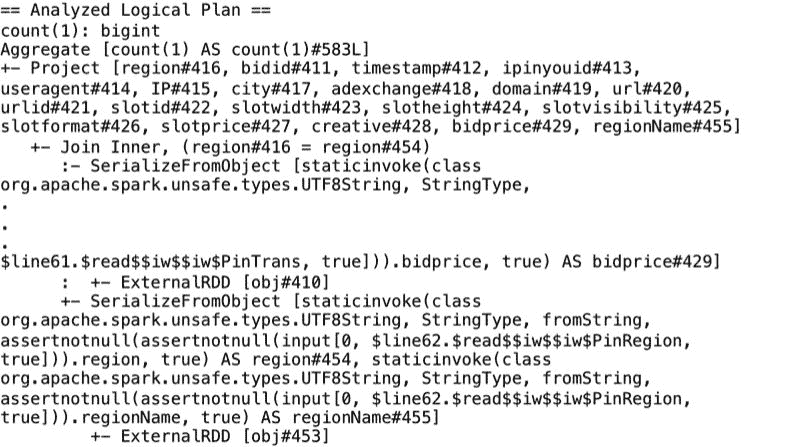 == Analyzed Logical Plan ==
count(1): bigint
Aggregate [count(1) AS count(1)#583L]
+- Project [region#416, bidid#411, timestamp#412, ipinyouid#413,
useragent#414, IP#415, city#417, adexchange#418, domain#419, url#420,
urlid#421, slotid#422, slotwidth#423, slotheight#424, slotvisibility#425,
slotformat#426, slotprice#427, creative#428, bidprice#429, regionName#455]
   +- Join Inner, (region#416 = region#454)
      :- SerializeFromObject [staticinvoke(class
org.apache.spark.unsafe.types.UTF8String, StringType,
.
.
.
$line61.$read$$iw$$iw$PinTrans, true])).bidprice, true) AS bidprice#429]
      :  +- ExternalRDD [obj#410]
      +- SerializeFromObject [staticinvoke(class
org.apache.spark.unsafe.types.UTF8String, StringType, fromString,
assertnotnull(assertnotnull(input[0, $line62.$read$$iw$$iw$PinRegion,
true])).region, true) AS region#454, staticinvoke(class
org.apache.spark.unsafe.types.UTF8String, StringType, fromString,
assertnotnull(assertnotnull(input[0, $line62.$read$$iw$$iw$PinRegion,
true])).regionName, true) AS regionName#455]
         +- ExternalRDD [obj#453]